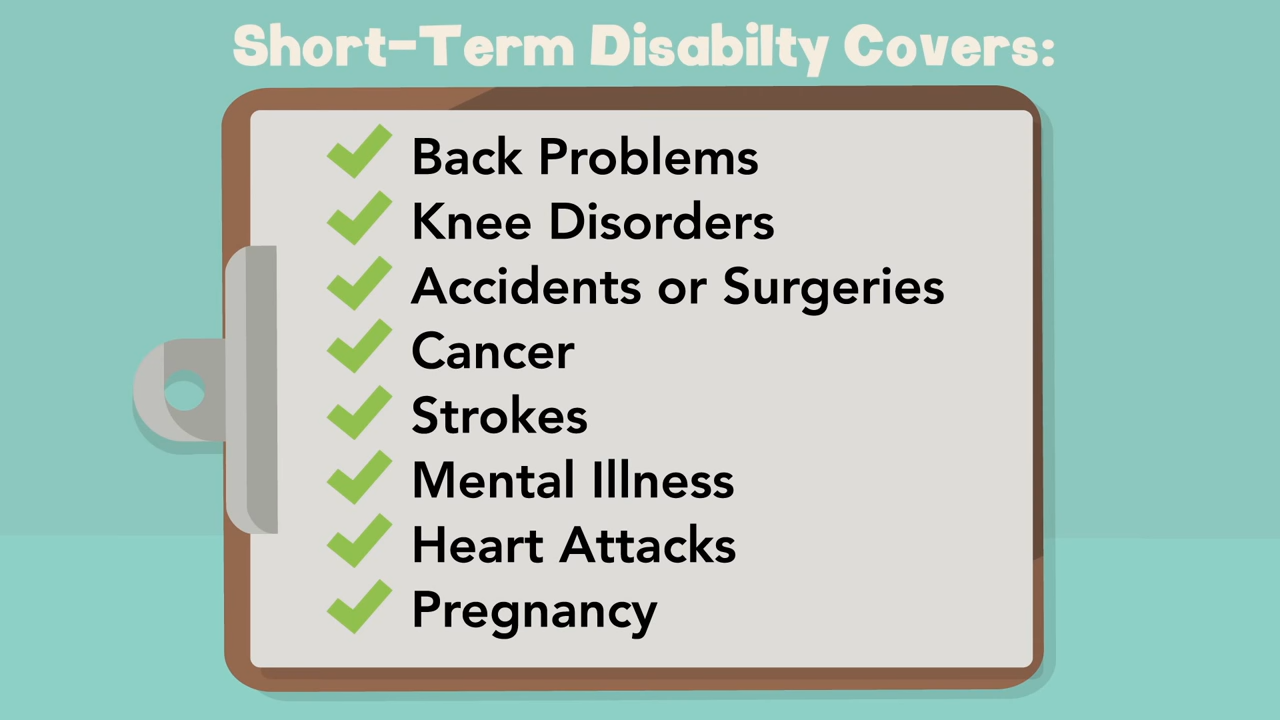 Short-Term Disabilty Covers:
Back Problems
Knee Disorders
Accidents or Surgeries
Cancer
Strokes
Mental Illness
Heart Attacks
Pregnancy